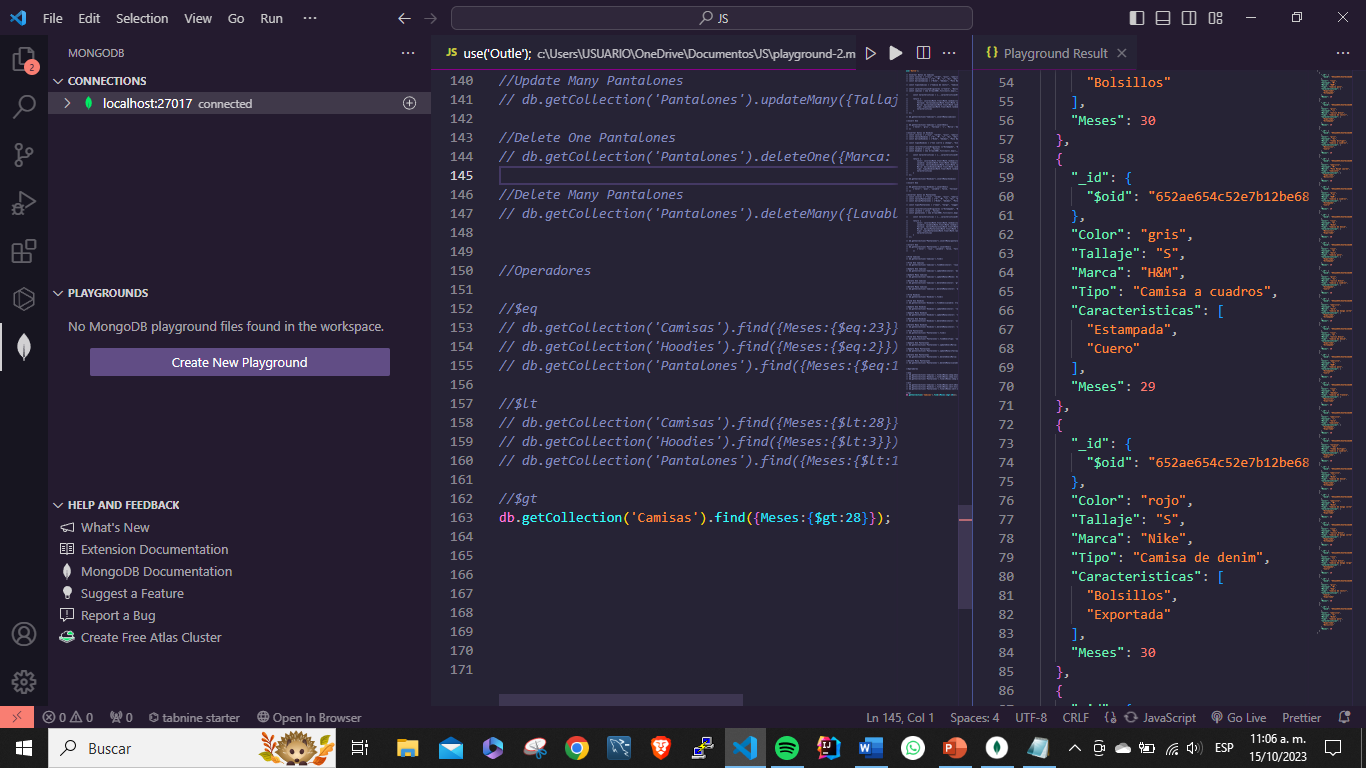 File Edit Selection View Go Run ···
JS
MONGODB
CONNECTIONS
localhost:27017 connected
PLAYGROUNDS
No MongoDB playground files found in the workspace.
Create New Playground
HELP AND FEEDBACK
What's New
Extension Documentation
MongoDB Documentation
Suggest a Feature
Report a Bug
Create Free Atlas Cluster
JS use('Outle'); c:\Users\USUARIO\OneDrive\Documentos\JS\playground-2.m
140 //Update Many Pantalones
141 // db.getCollection('Pantalones').updateMany({Tallaj
142
143 //Delete One Pantalones
144 // db.getCollection('Pantalones').deleteOne({Marca:
145
146 //Delete Many Pantalones
147 // db.getCollection('Pantalones').deleteMany({Lavabl
148
149
150 //Operadores
151
152 //$eq
153 // db.getCollection('Camisas').find({Meses:{$eq:23}}
154 // db.getCollection('Hoodies').find({Meses:{$eq:2}})
155 // db.getCollection('Pantalones').find({Meses:{$eq:1
156
157 //$lt
158 // db.getCollection('Camisas').find({Meses:{$lt:28}}
159 // db.getCollection('Hoodies').find({Meses:{$lt:3}})
160 // db.getCollection('Pantalones').find({Meses:{$lt:1
161
162 //$gt
163 db.getCollection('Camisas').find({Meses:{$gt:28}});
164
165
166
167
168
169
170
171
{} Playground Result
54 "Bolsillos"
55 ],
56 "Meses": 30
57 },
58 {
59 "_id": {
60 "$oid": "652ae654c52e7b12be68
61 },
62 "Color": "gris",
63 "Tallaje": "S",
64 "Marca": "H&M",
65 "Tipo": "Camisa a cuadros",
66 "Caracteristicas": [
67 "Estampada",
68 "Cuero"
69 ],
70 "Meses": 29
71 },
72 {
73 "_id": {
74 "$oid": "652ae654c52e7b12be68
75 },
76 "Color": "rojo",
77 "Tallaje": "S",
78 "Marca": "Nike",
79 "Tipo": "Camisa de denim",
80 "Caracteristicas": [
81 "Bolsillos",
82 "Exportada"
83 ],
84 "Meses": 30
85 },
86 {
0 0 0 tabnine starter Open In Browser Ln 145, Col 1 Spaces: 4 UTF-8 CRLF {} JavaScript Go Live Prettier
Buscar
ESP
11:06 a. m.
15/10/2023